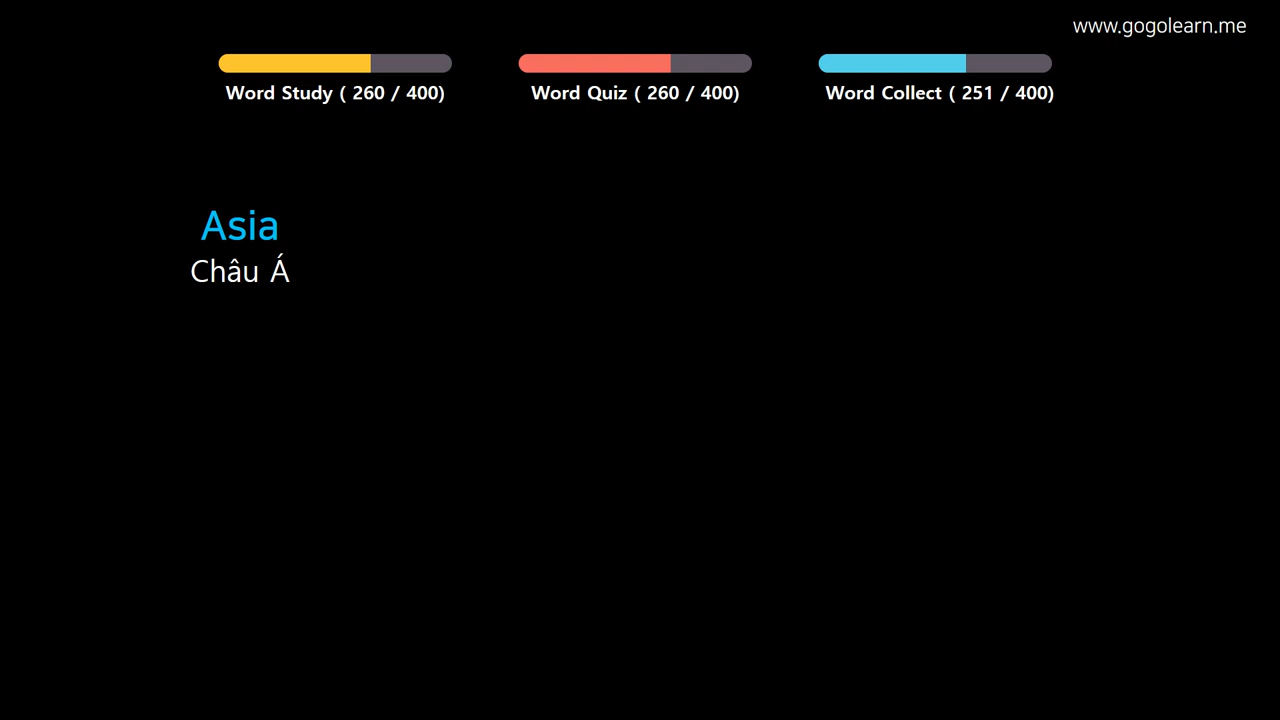 www.gogolearn.me
Word Study ( 260 / 400)
Word Quiz ( 260 / 400)
Word Collect ( 251 / 400)
Asia
Châu Á